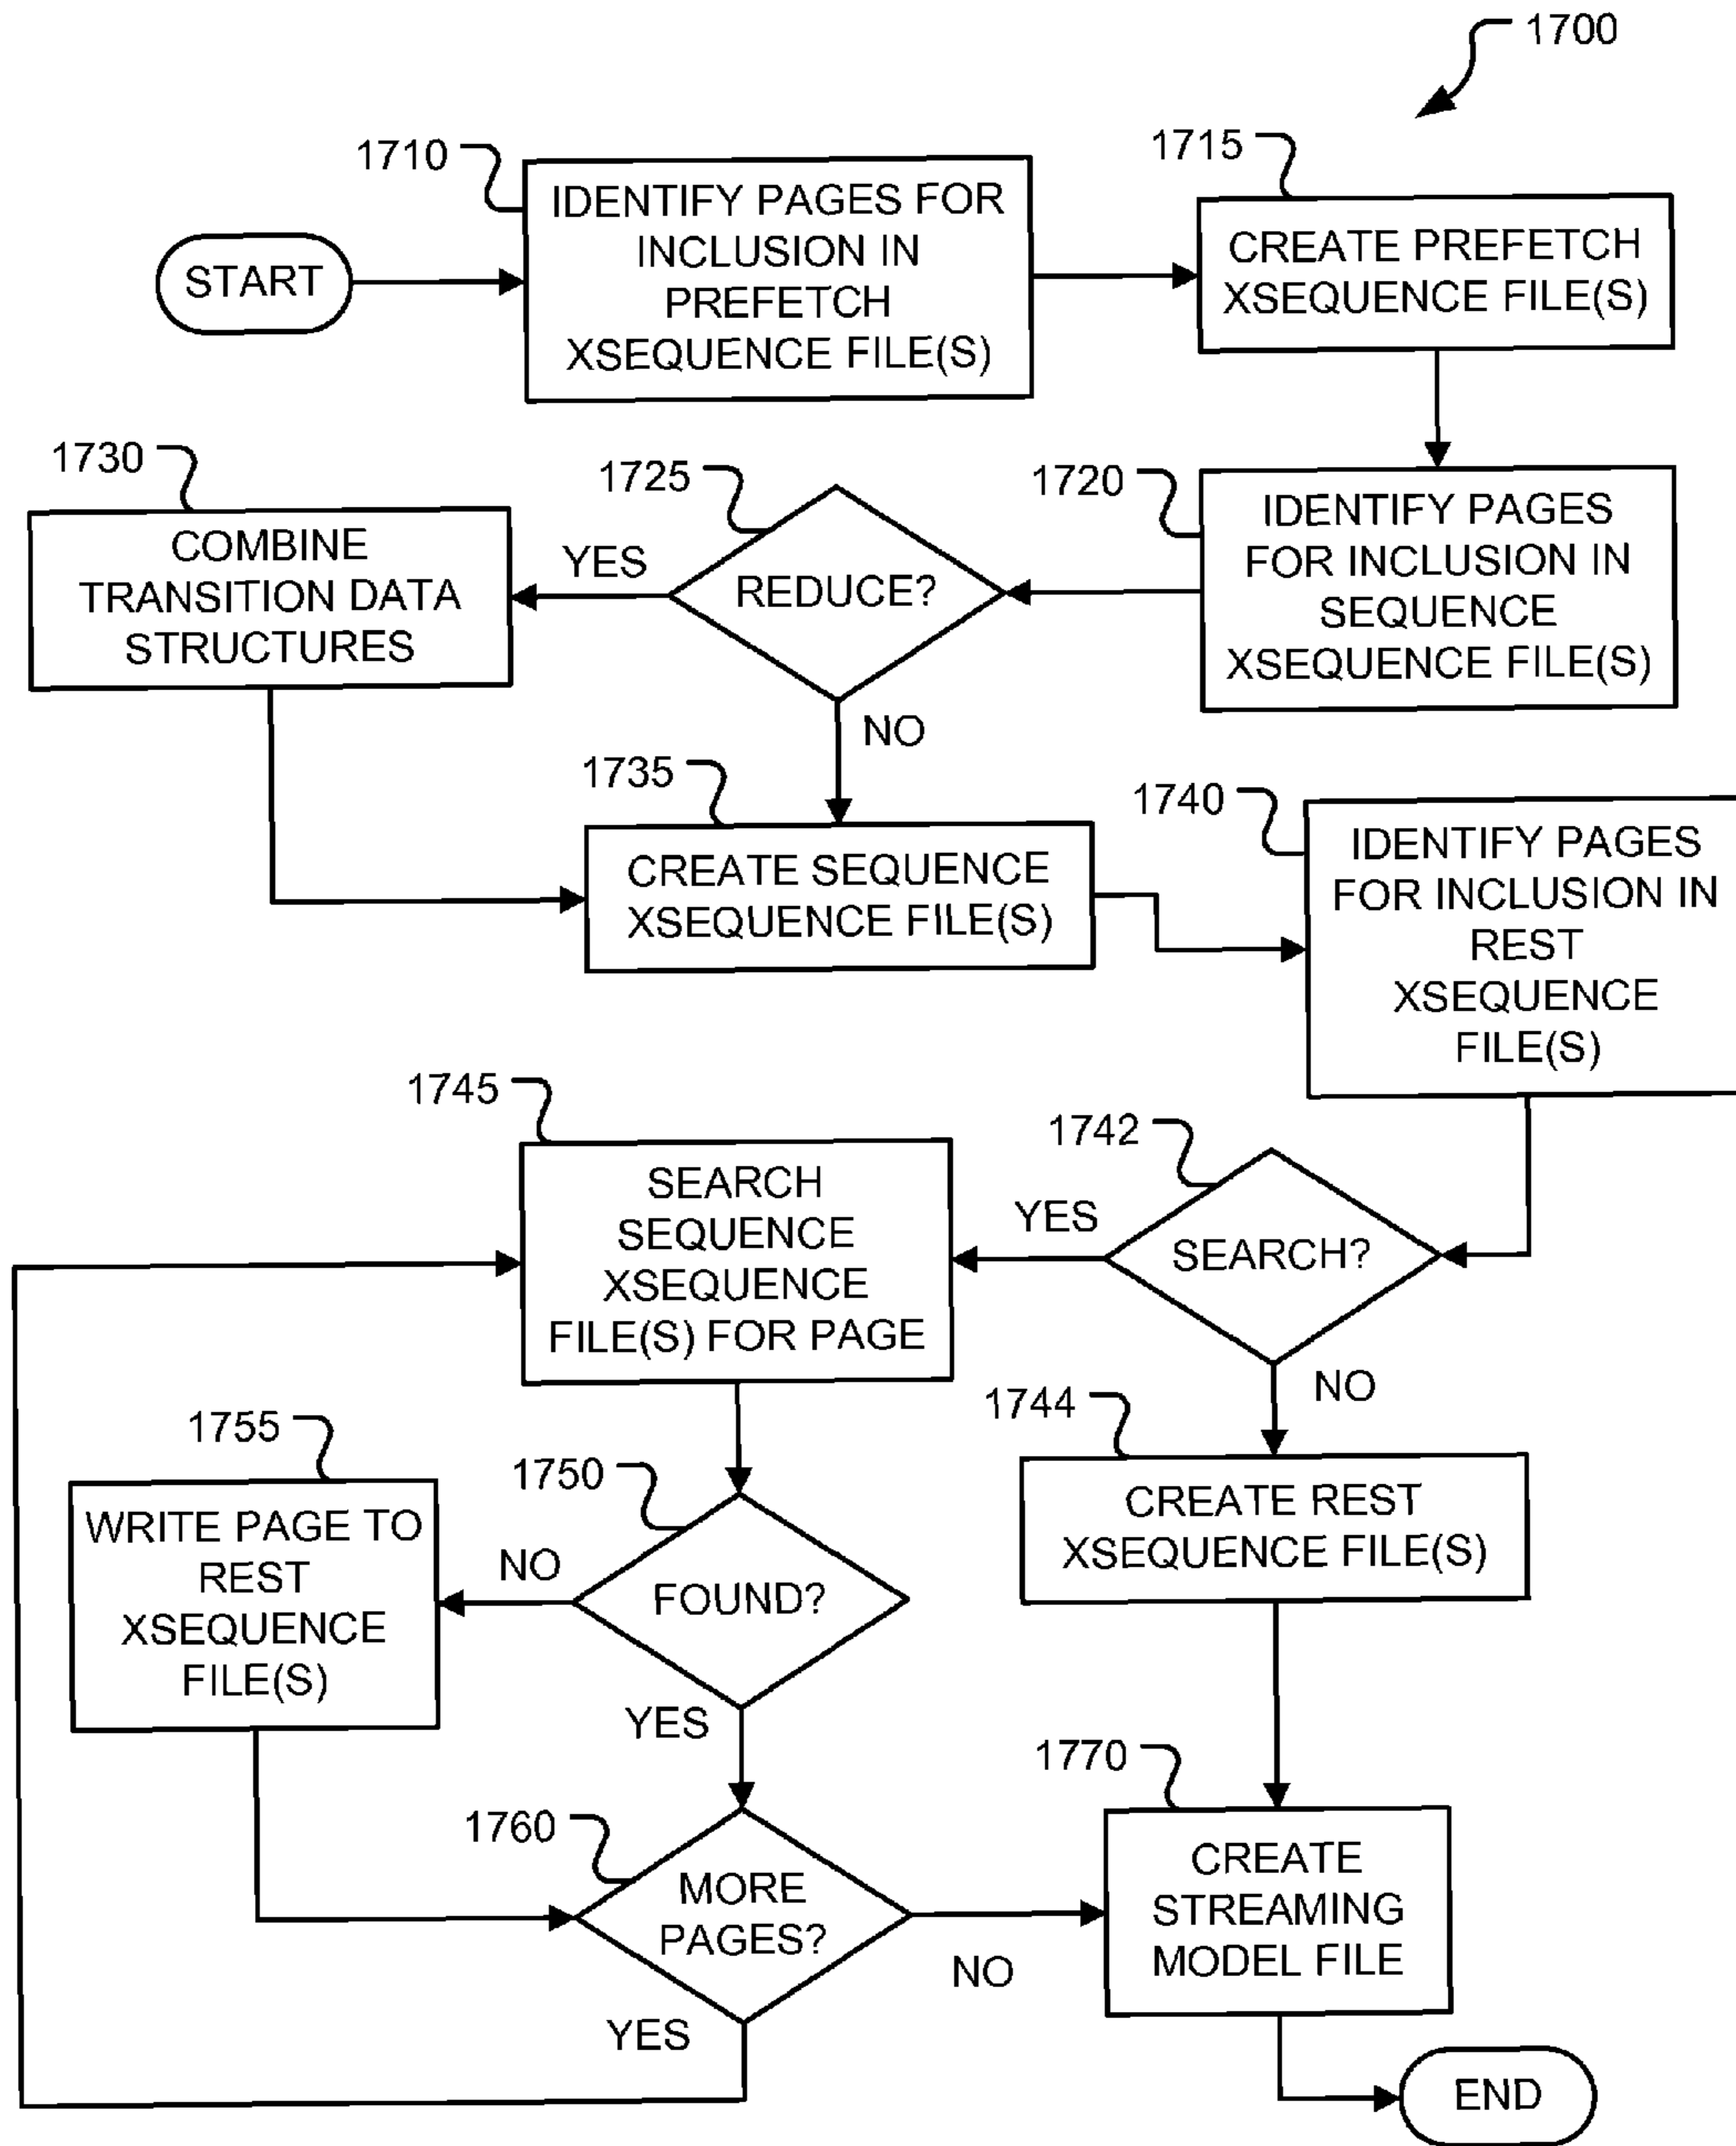 1700
1710
IDENTIFY PAGES FOR
INCLUSION IN
PREFETCH
XSEQUENCE FILE(S)
START
1715
CREATE PREFETCH
XSEQUENCE FILE(S)
1720
IDENTIFY PAGES
FOR INCLUSION IN
SEQUENCE
XSEQUENCE FILE(S)
1725
REDUCE?
YES
NO
1730
COMBINE
TRANSITION DATA
STRUCTURES
1735
CREATE SEQUENCE
XSEQUENCE FILE(S)
1740
IDENTIFY PAGES
FOR INCLUSION IN
REST
XSEQUENCE
FILE(S)
1742
SEARCH?
YES
NO
1745
SEARCH
SEQUENCE
XSEQUENCE
FILE(S) FOR PAGE
1744
CREATE REST
XSEQUENCE FILE(S)
1750
FOUND?
NO
YES
1755
WRITE PAGE TO
REST
XSEQUENCE
FILE(S)
1760
MORE
PAGES?
NO
YES
1770
CREATE
STREAMING
MODEL FILE
END